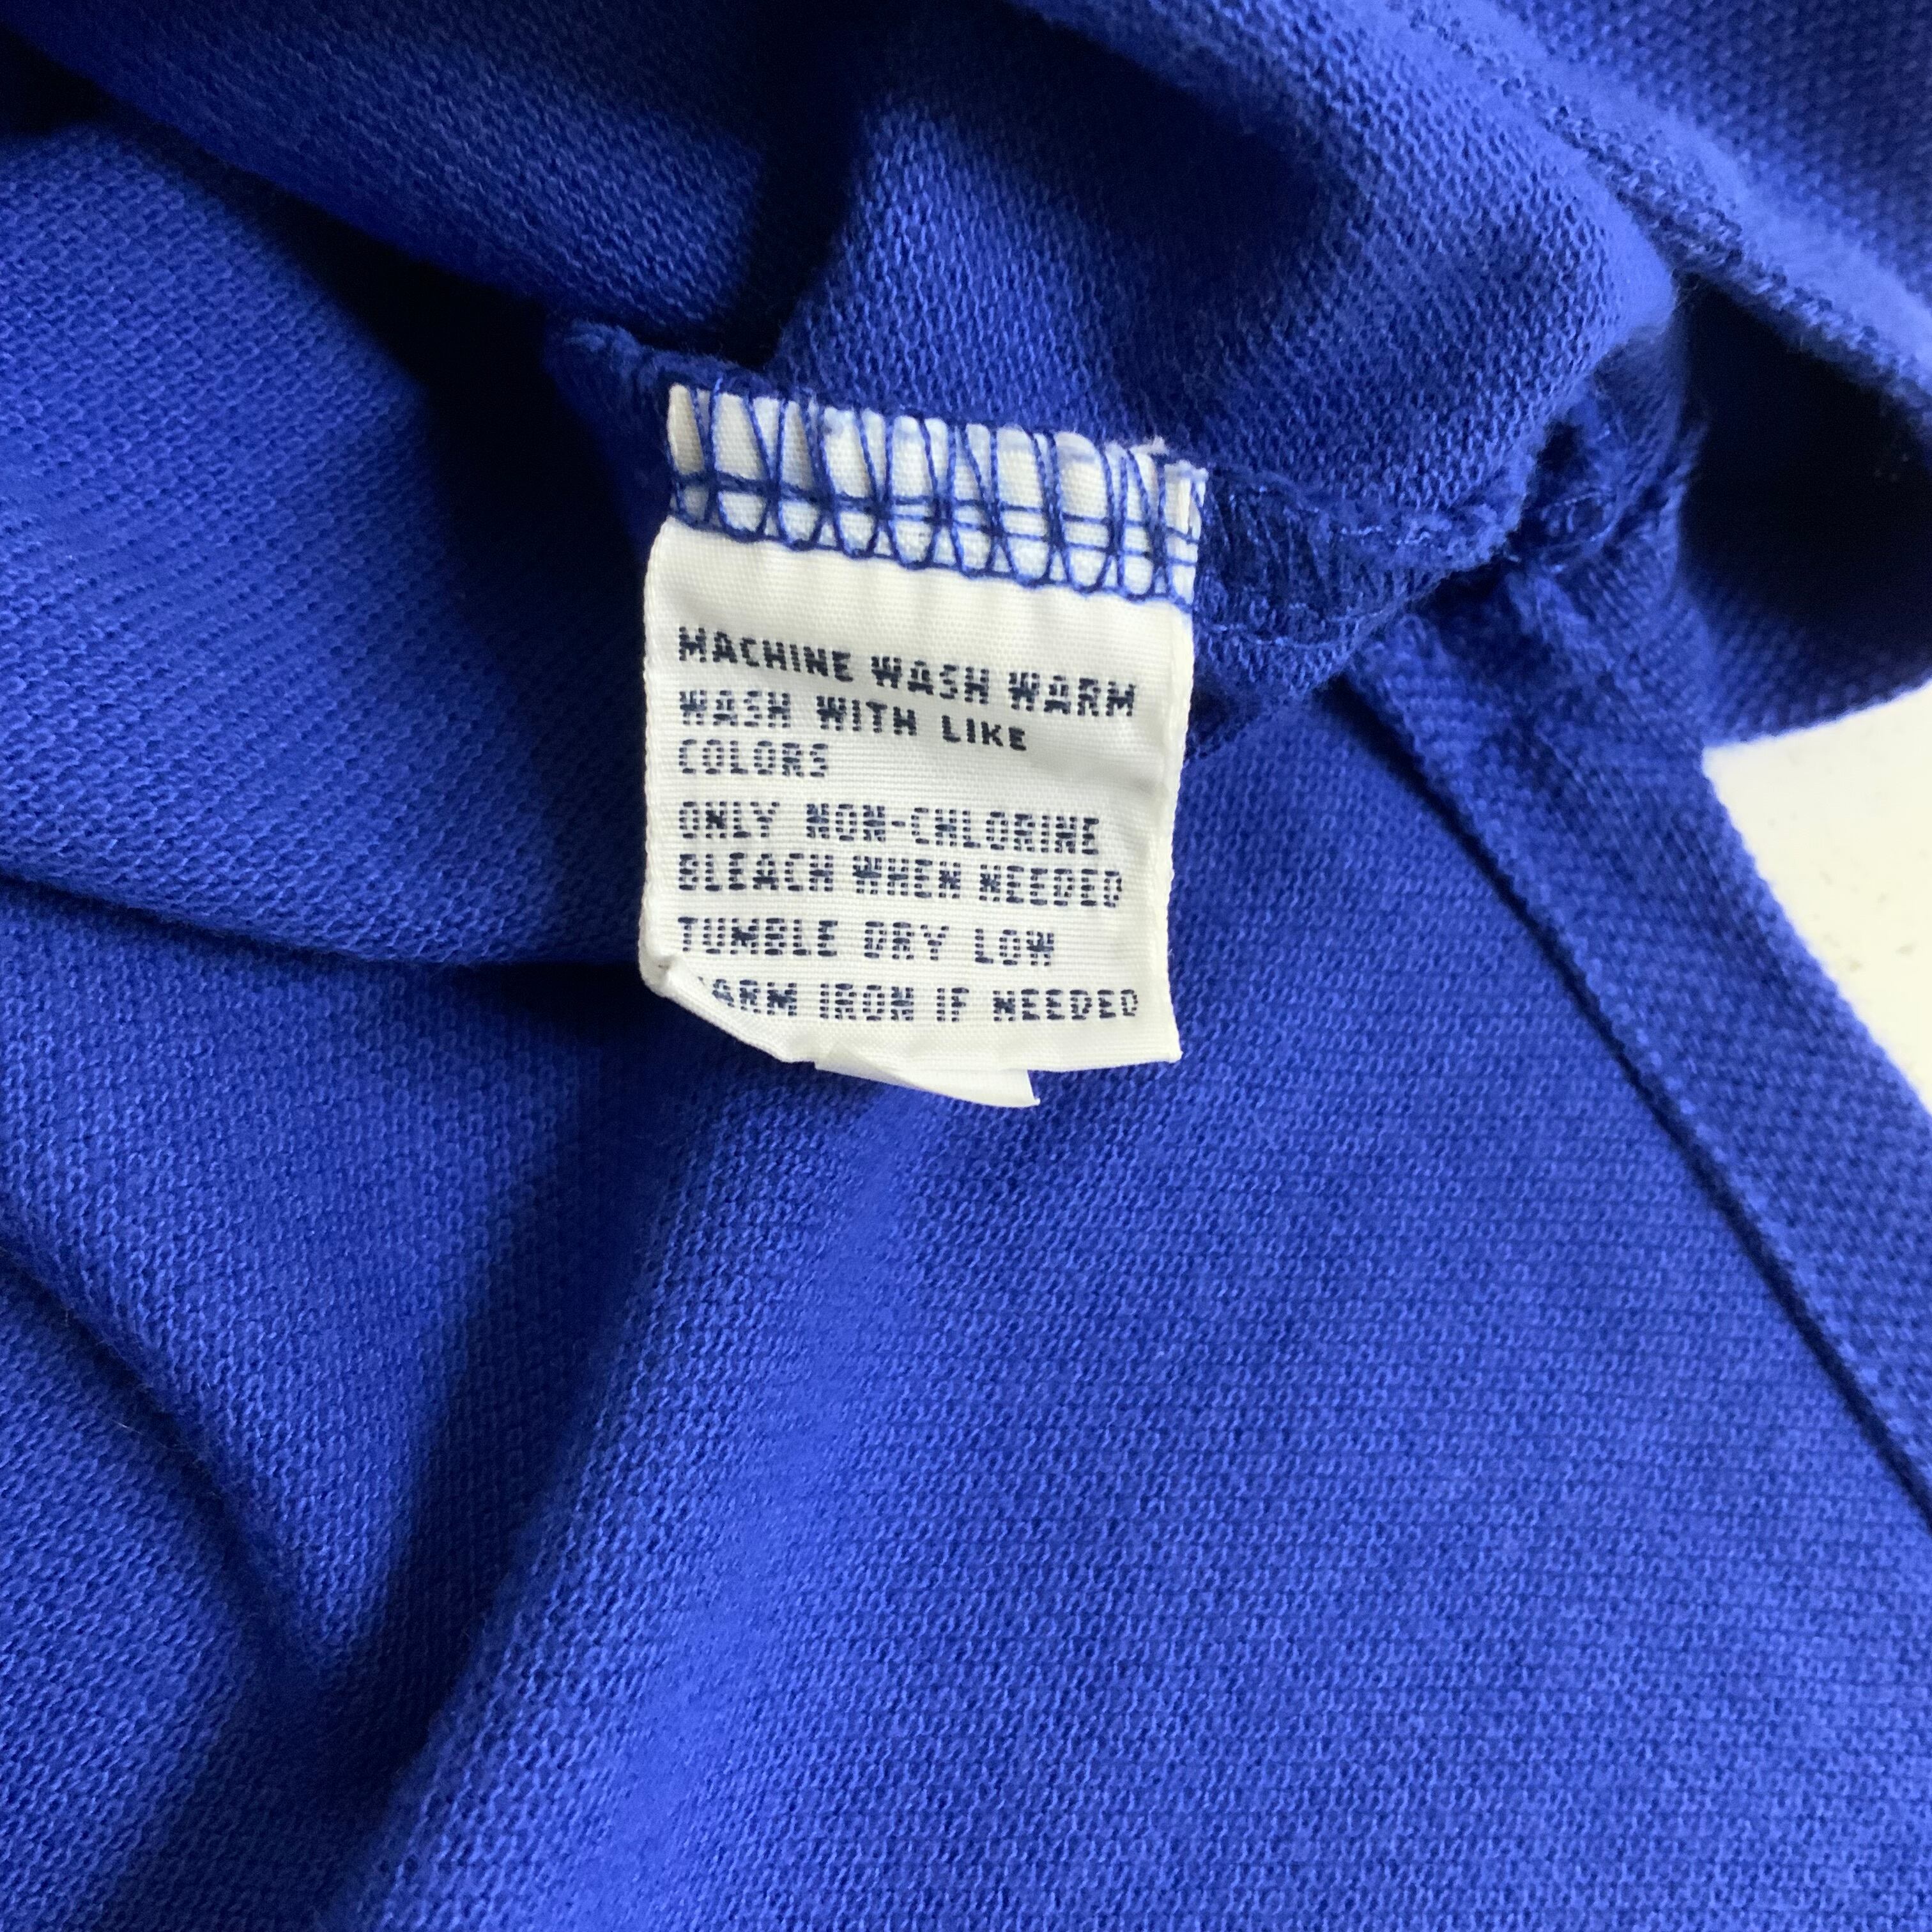 MACHINE WASH WARM
WASH WITH LIKE
COLORS
ONLY NON-CHLORINE
BLEACH WHEN NEEDED
TUMBLE DRY LOW
WARM IRON IF NEEDED